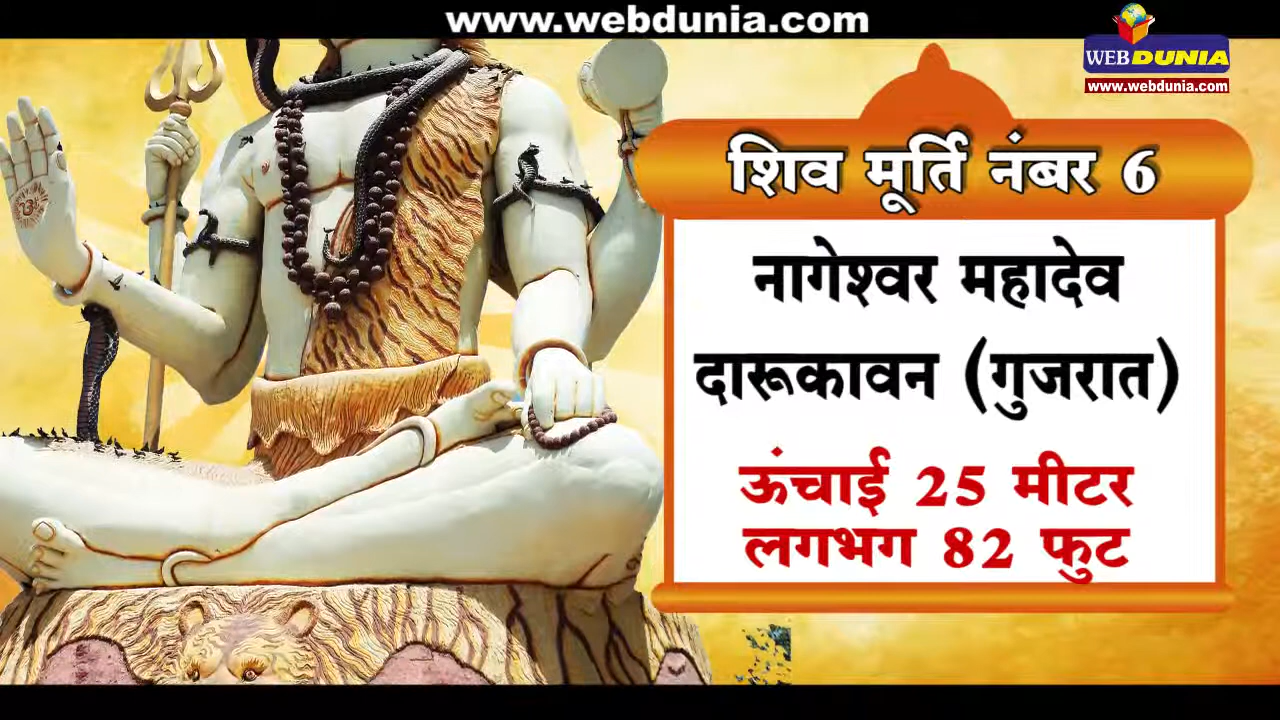 www.webdunia.com
WEBDUNIA
www.webdunia.com
शिव मूर्ति नंबर 6
नागेश्वर महादेव
दारूकावन (गुजरात)
ऊंचाई 25 मीटर
लगभग 82 फुट